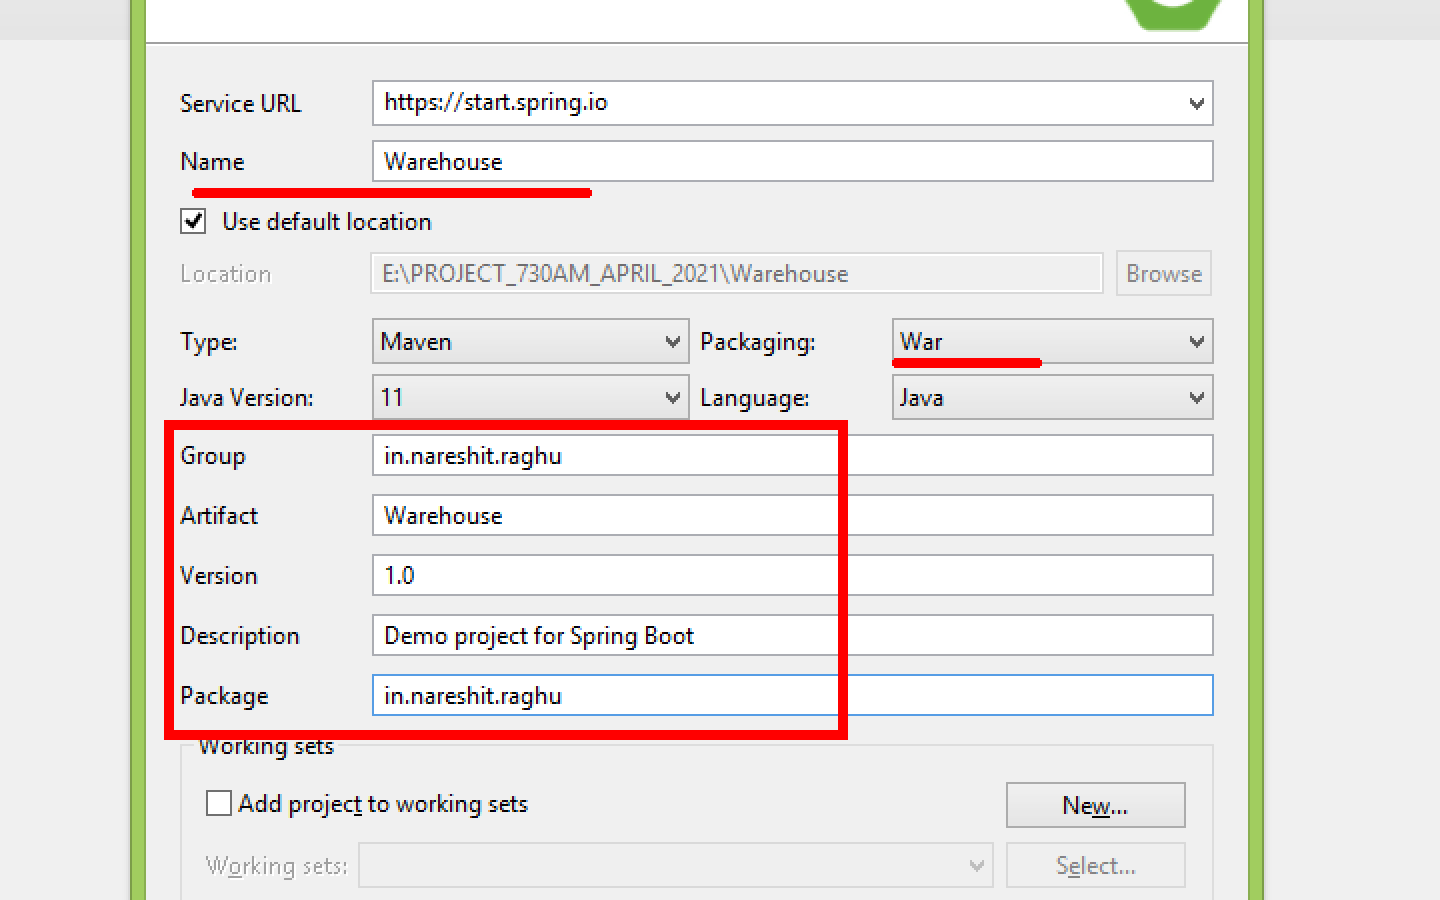 Service URL https://start.spring.io
Name Warehouse
Use default location
Location E:\PROJECT_730AM_APRIL_2021\Warehouse Browse
Type: Maven Packaging: War
Java Version: 11 Language: Java
Group in.nareshit.raghu
Artifact Warehouse
Version 1.0
Description Demo project for Spring Boot
Package in.nareshit.raghu
Working sets
Add project to working sets New...
Working sets: Select...